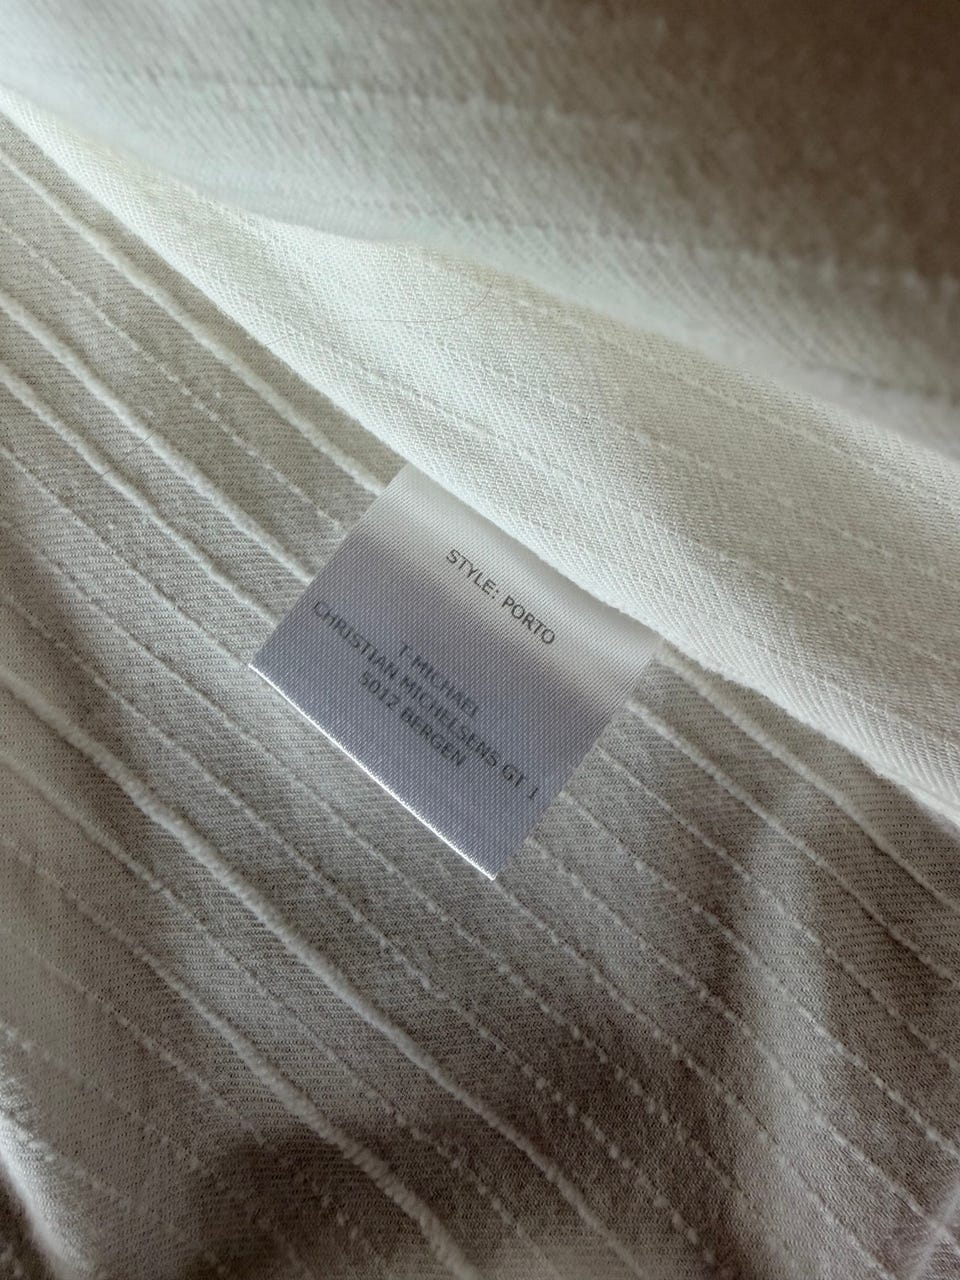 STYLE: PORTO
T.MICHAEL
CHRISTIAN MICHELSENS GT 1
5012 BERGEN